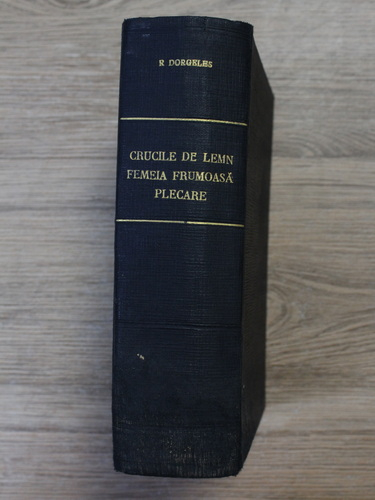 R DORGELES
CRUCILE DE LEMN
FEMEIA FRUMOASĂ
PLECARE